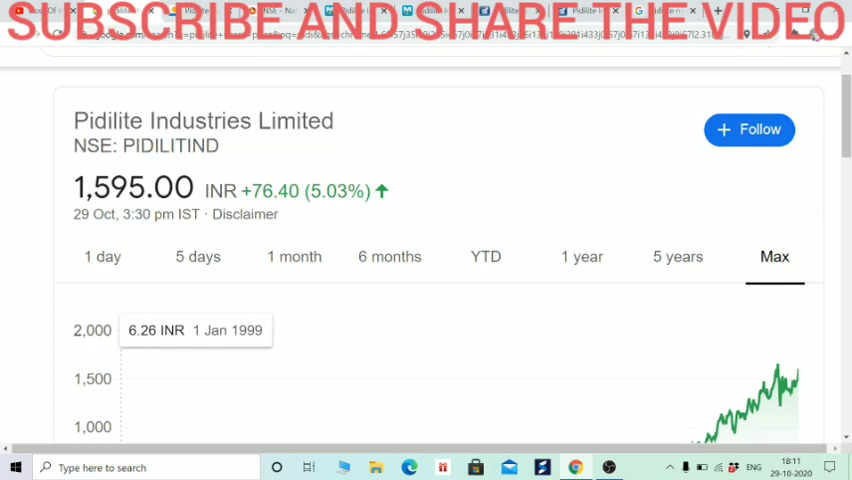 SUBSCRIBE AND SHARE THE VIDEO
Pidilite Industries Limited
NSE: PIDILITIND
+ Follow
1,595.00 INR +76.40 (5.03%)
29 Oct, 3:30 pm IST · Disclaimer
1 day 5 days 1 month 6 months YTD 1 year 5 years Max
2,000
6.26 INR 1 Jan 1999
1,500
1,000
Type here to search
ENG
18:11
29-10-2020